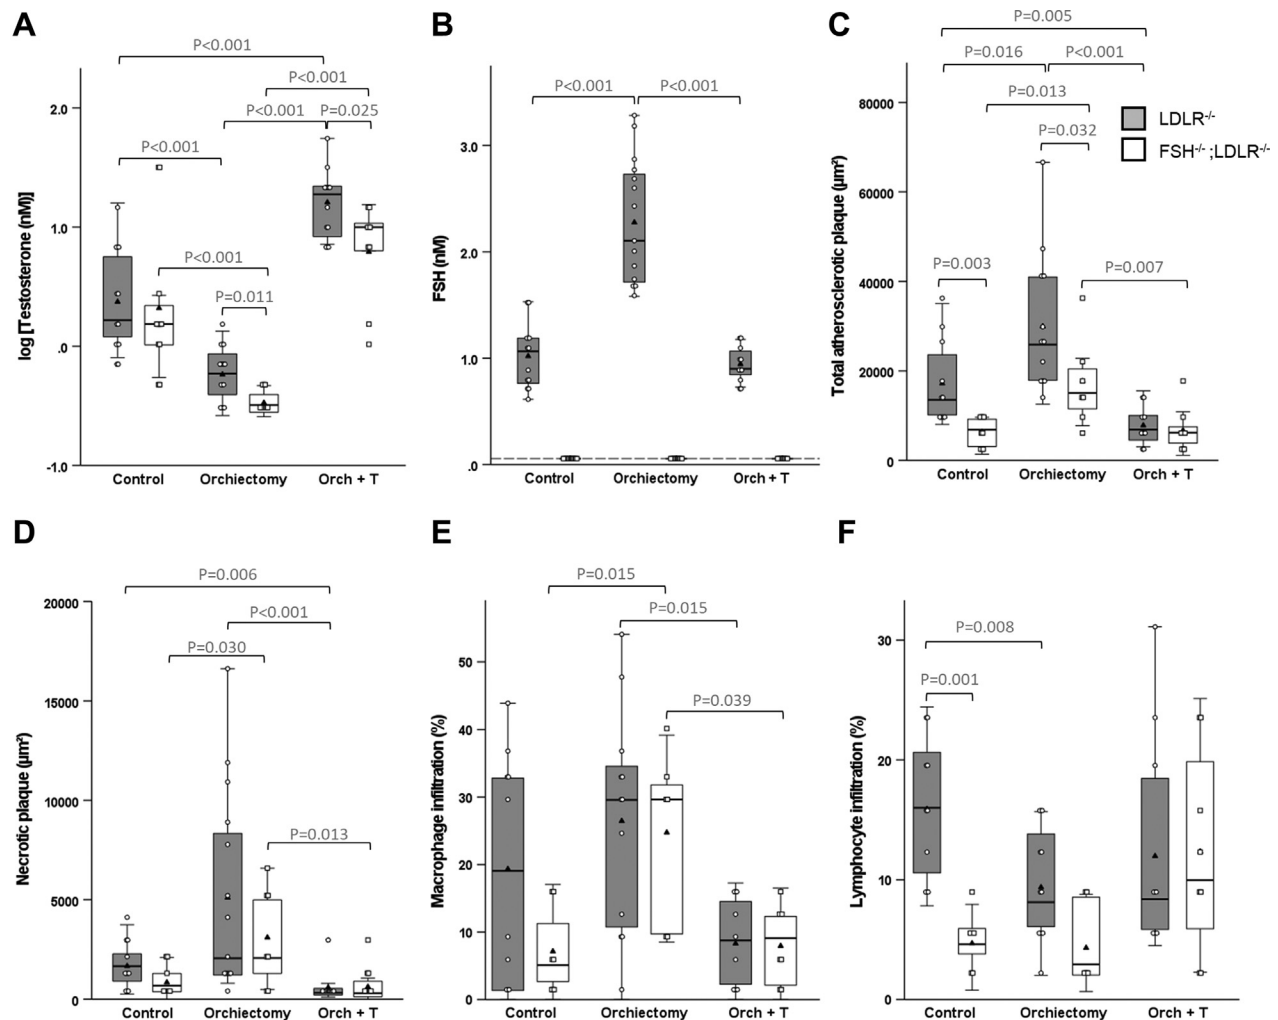 A
P<0.001
P<0.001
P<0.001
P=0.025
P<0.001
P<0.001
P=0.011
log [Testosterone (nM)]
2.0
1.0
.0
-1.0
Control
Orchiectomy
Orch + T
B
P<0.001
P<0.001
FSH (nM)
3.0
2.0
1.0
.0
Control
Orchiectomy
Orch + T
C
P=0.005
P=0.016
P<0.001
P=0.013
P=0.032
P=0.003
P=0.007
LDLR-/-
FSH-/-;LDLR-/-
Total atherosclerotic plaque (µm²)
80000
60000
40000
20000
0
Control
Orchiectomy
Orch + T
D
P=0.006
P<0.001
P=0.030
P=0.013
Necrotic plaque (µm²)
20000
15000
10000
5000
0
Control
Orchiectomy
Orch + T
E
P=0.015
P=0.015
P=0.039
Macrophage infiltration (%)
50
40
30
20
10
0
Control
Orchiectomy
Orch + T
F
P=0.008
P=0.001
Lymphocyte infiltration (%)
30
20
10
0
Control
Orchiectomy
Orch + T